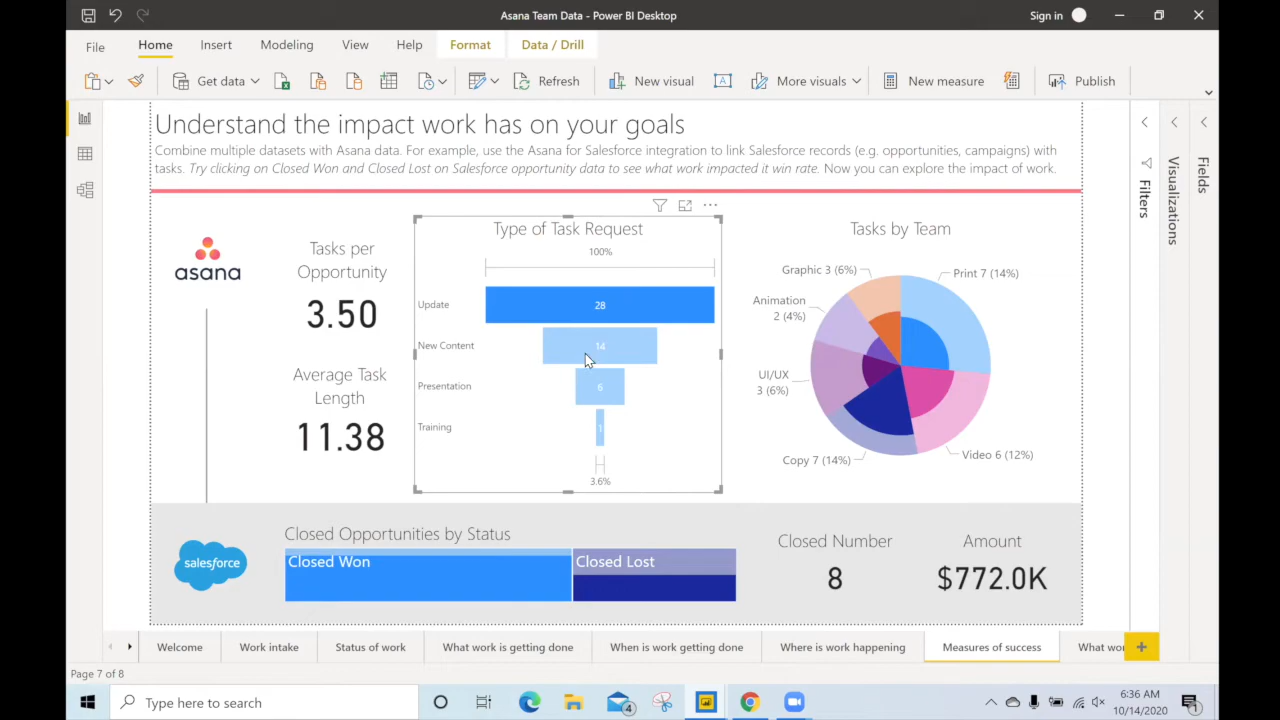 Asana Team Data - Power BI Desktop
Sign in
File
Home
Insert
Modeling
View
Help
Format
Data / Drill
Get data
Refresh
New visual
More visuals
New measure
Publish
Understand the impact work has on your goals
Combine multiple datasets with Asana data. For example, use the Asana for Salesforce integration to link Salesforce records (e.g. opportunities, campaigns) with
tasks. Try clicking on Closed Won and Closed Lost on Salesforce opportunity data to see what work impacted it win rate. Now you can explore the impact of work.
Filters
Visualizations
Fields
asana
Tasks per
Opportunity
3.50
Average Task
Length
11.38
Type of Task Request
100%
Update
28
New Content
14
Presentation
6
Training
1
3.6%
Tasks by Team
Graphic 3 (6%)
Print 7 (14%)
Animation
2 (4%)
UI/UX
3 (6%)
Copy 7 (14%)
Video 6 (12%)
salesforce
Closed Opportunities by Status
Closed Won
Closed Lost
Closed Number
8
Amount
$772.0K
Welcome
Work intake
Status of work
What work is getting done
When is work getting done
Where is work happening
Measures of success
What wor
Page 7 of 8
Type here to search
4
6:36 AM
10/14/2020
1